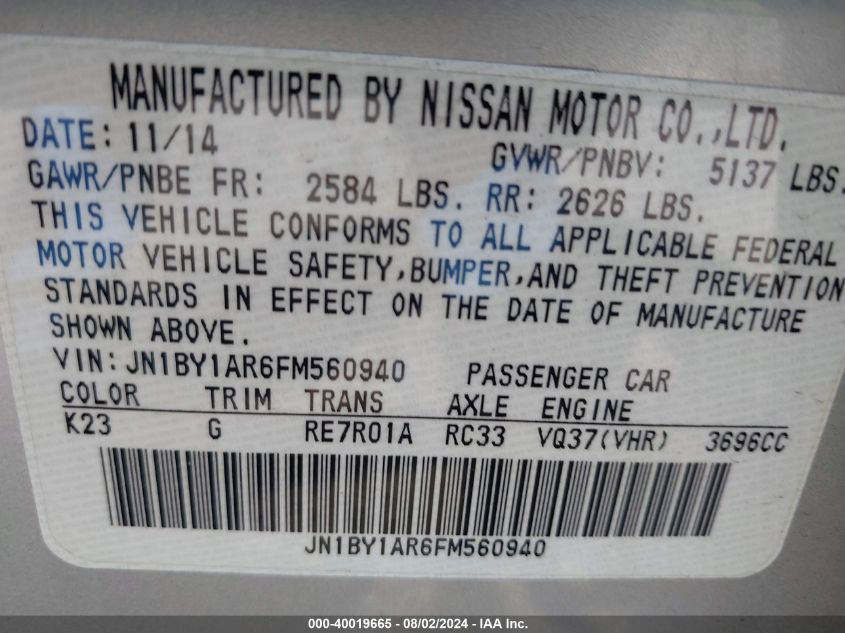 MANUFACTURED BY NISSAN MOTOR CO.,LTD.
DATE: 11/14 GVWR/PNBV: 5137 LBS.
GAWR/PNBE FR: 2584 LBS. RR: 2626 LBS.
THIS VEHICLE CONFORMS TO ALL APPLICABLE FEDERAL
MOTOR VEHICLE SAFETY,BUMPER,AND THEFT PREVENTION
STANDARDS IN EFFECT ON THE DATE OF MANUFACTURE
SHOWN ABOVE.
VIN:JN1BY1AR6FM560940 PASSENGER CAR
COLOR TRIM TRANS AXLE ENGINE
K23 G RE7R01A RC33 VQ37(VHR) 3696CC
JN1BY1AR6FM560940
000-40019665 - 08/02/2024 - IAA Inc.